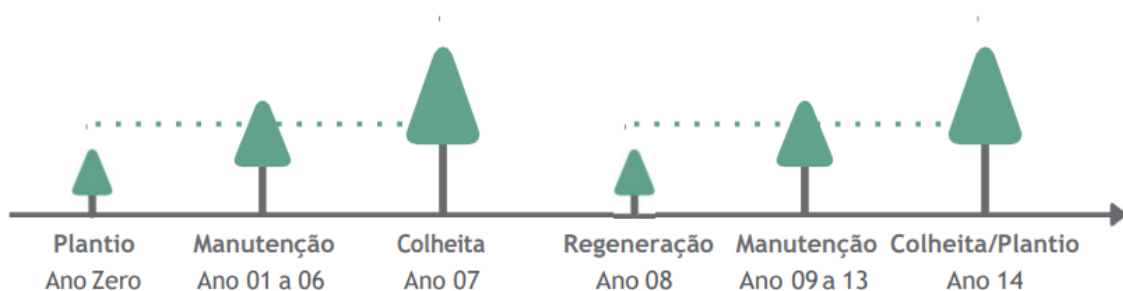 Plantio
Ano Zero
Manutenção
Ano 01 a 06
Colheita
Ano 07
Regeneração
Ano 08
Manutenção
Ano 09 a 13
Colheita/Plantio
Ano 14